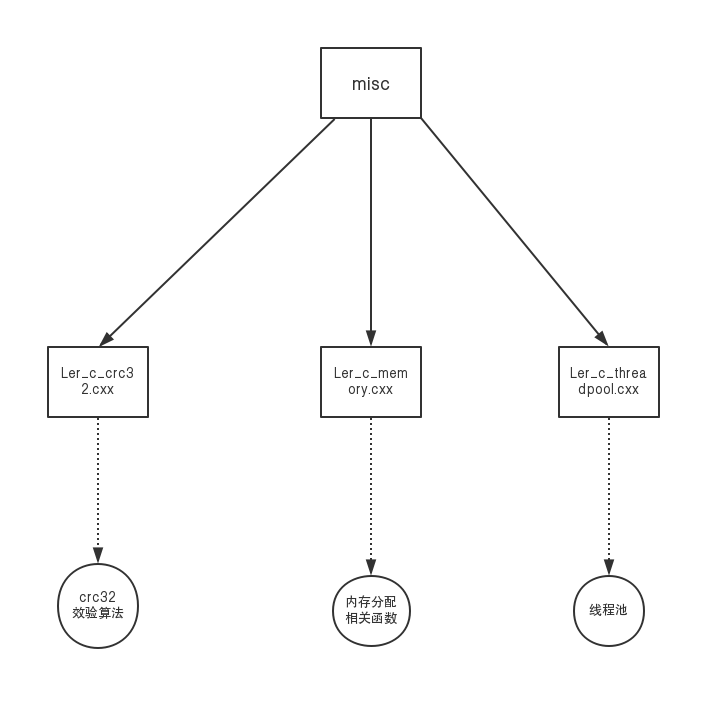 misc
Ler_c_crc3
2.cxx
Ler_c_mem
ory.cxx
Ler_c_threa
dpool.cxx
crc32
效验算法
内存分配
相关函数
线程池